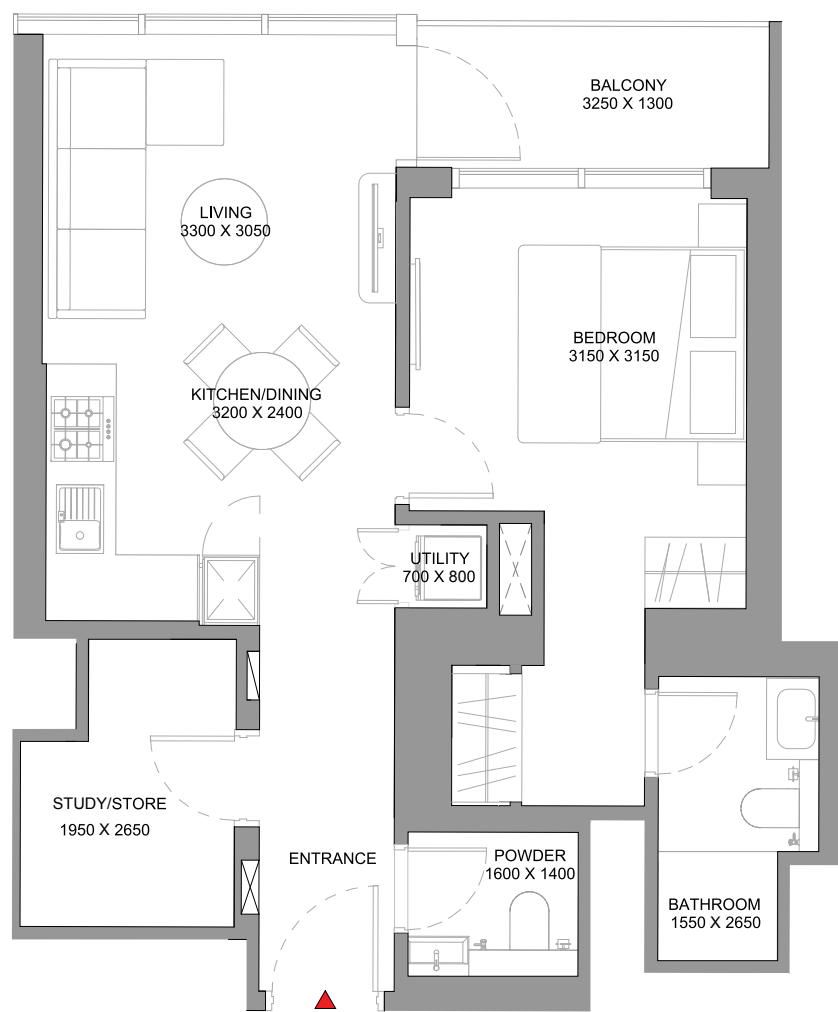 BALCONY
3250 X 1300
LIVING
3300 X 3050
BEDROOM
3150 X 3150
KITCHEN/DINING
3200 X 2400
UTILITY
700 X 800
STUDY/STORE
1950 X 2650
ENTRANCE
POWDER
1600 X 1400
BATHROOM
1550 X 2650